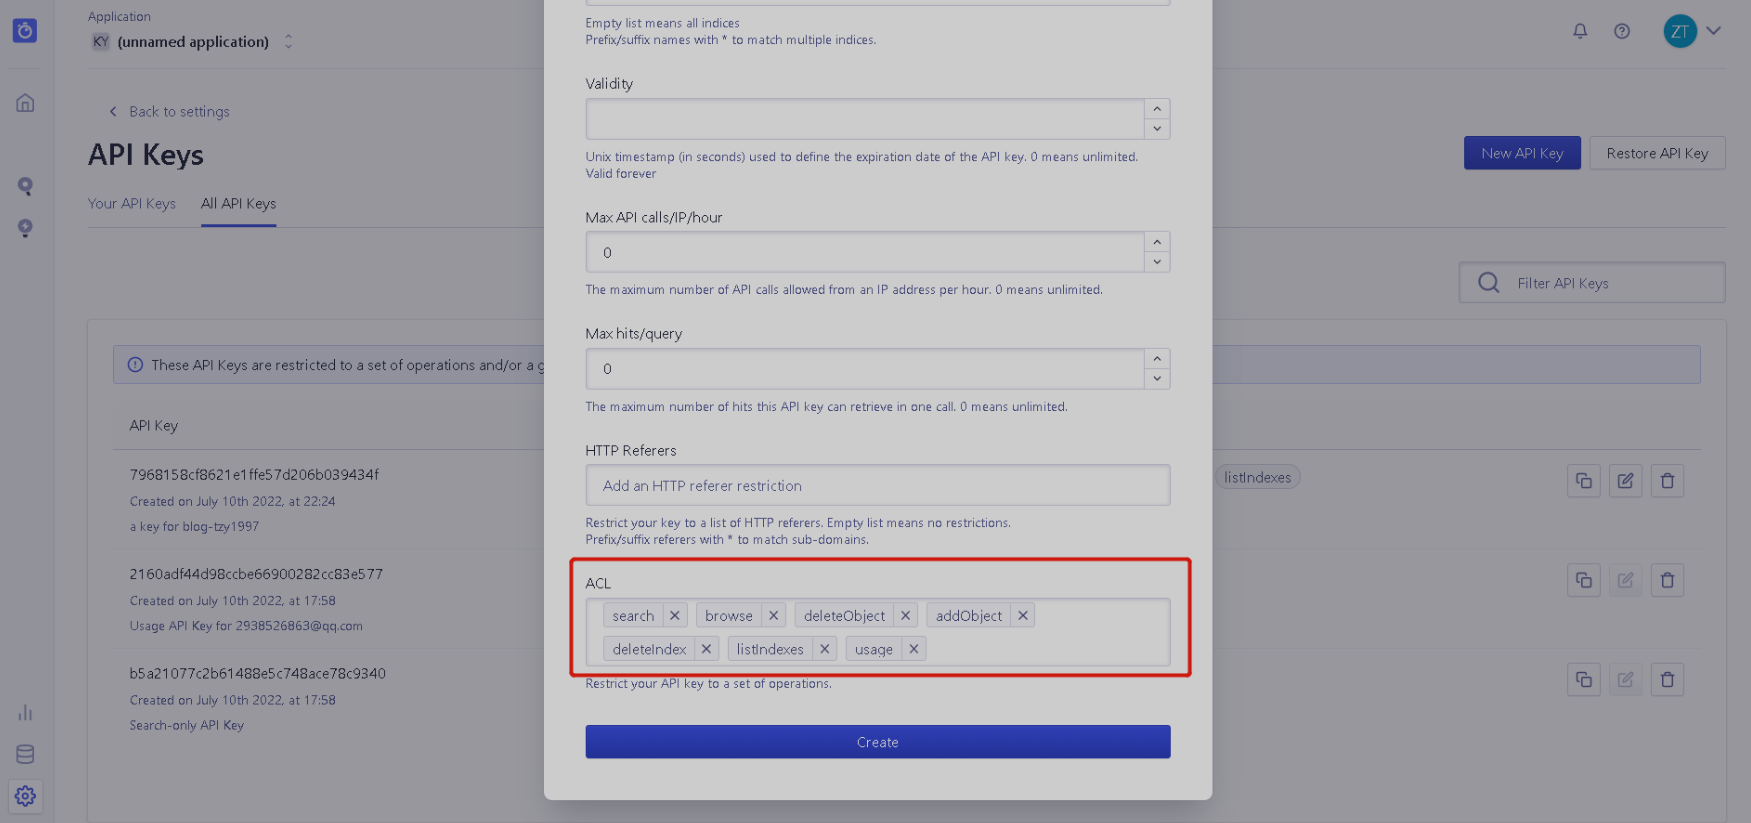 Application
KY (unnamed application)
ZT
Back to settings
API Keys
New API Key
Restore API Key
Your API Keys
All API Keys
Filter API Keys
These API Keys are restricted to a set of operations and/or a g
API Key
7968158cf8621e1ffe57d206b039434f
Created on July 10th 2022, at 22:24
a key for blog-tzy1997
listIndexes
2160adf44d98ccbe66900282cc83e577
Created on July 10th 2022, at 17:58
Usage API Key for 2938526863@qq.com
b5a21077c2b61488e5c748ace78c9340
Created on July 10th 2022, at 17:58
Search-only API Key
Empty list means all indices
Prefix/suffix names with * to match multiple indices.
Validity
Unix timestamp (in seconds) used to define the expiration date of the API key. 0 means unlimited.
Valid forever
Max API calls/IP/hour
0
The maximum number of API calls allowed from an IP address per hour. 0 means unlimited.
Max hits/query
0
The maximum number of hits this API key can retrieve in one call. 0 means unlimited.
HTTP Referers
Add an HTTP referer restriction
Restrict your key to a list of HTTP referers. Empty list means no restrictions.
Prefix/suffix referers with * to match sub-domains.
ACL
search browse deleteObject addObject
deleteIndex listIndexes usage
Restrict your API key to a set of operations.
Create